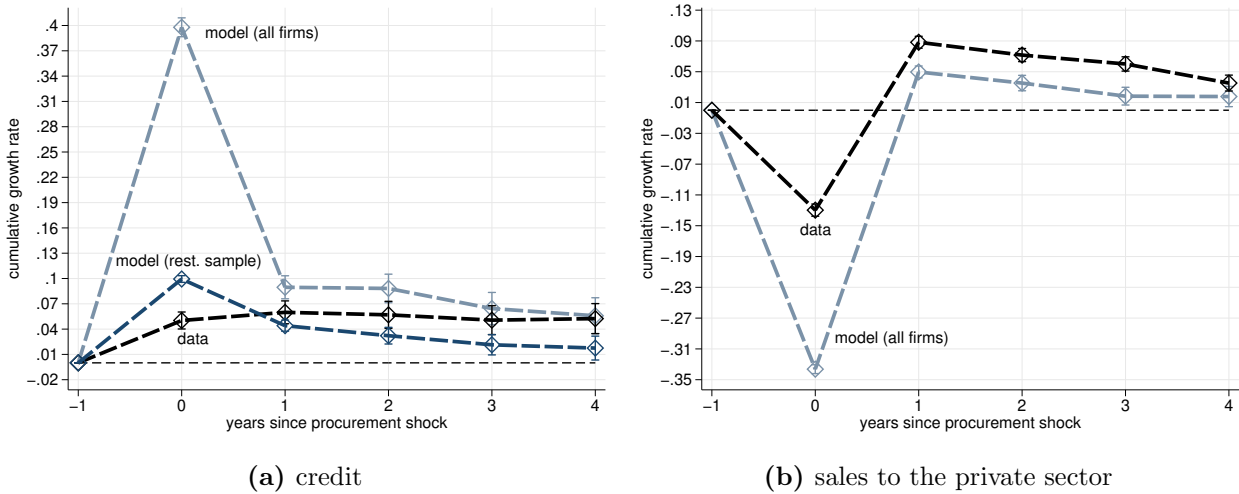 .4
.37
.34
.31
.28
.25
.22
.19
.16
.13
.1
.07
.04
.01
−.02
cumulative growth rate
model (all firms)
model (rest. sample)
data
−1 0 1 2 3 4
years since procurement shock
(a) credit
.13
.09
.05
.01
−.03
−.07
−.11
−.15
−.19
−.23
−.27
−.31
−.35
cumulative growth rate
data
model (all firms)
−1 0 1 2 3 4
years since procurement shock
(b) sales to the private sector